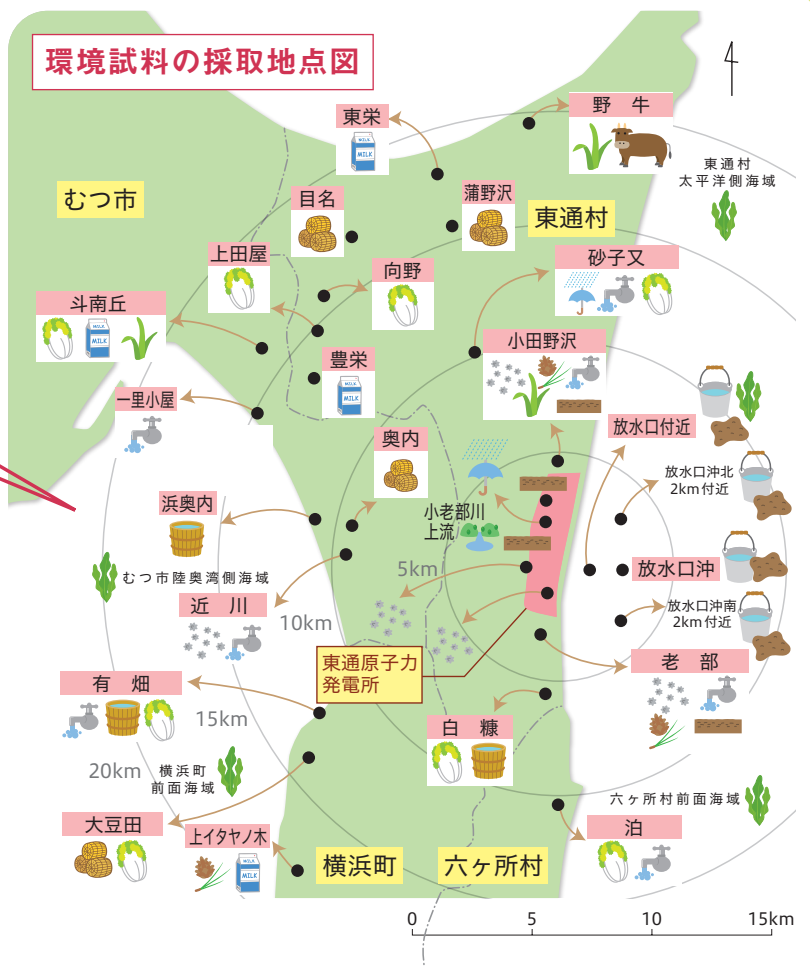 環境試料の採取地点図
東栄
MILK
野 牛
東通村
太平洋側海域
むつ市
目名
蒲野沢
東通村
上田屋
向野
砂子又
斗南丘
MILK
豊栄
MILK
小田野沢
一里小屋
奥内
放水口付近
放水口沖北
2km付近
浜奥内
小老部川
上流
むつ市陸奥湾側海域
5km
放水口沖
近 川
10km
放水口沖南
2km付近
東通原子力
発電所
老 部
有 畑
15km
白 糠
20km
横浜町
前面海域
六ヶ所村前面海域
大豆田
上イタヤノ木
MILK
横浜町
六ヶ所村
泊
0 5 10 15km